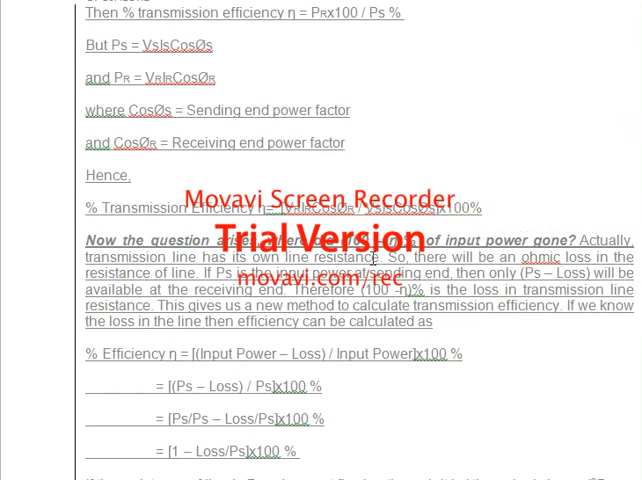 Then % transmission efficiency η = PRx100 / Ps %
But Ps = VsIsCosØs
and PR = VRIRCosØR
where CosØs = Sending end power factor
and CosØR = Receiving end power factor
Hence,
Movavi Screen Recorder
% Transmission Efficiency η= [VRIRCosØR / VsIsCosØs]x100%
Trial Version
Now the question arises, where did (100 – η)% of input power gone? Actually,
transmission line has its own line resistance. So, there will be an ohmic loss in the
resistance of line. If Ps is the input power at sending end, then only (Ps – Loss) will be
movavi.com/rec
available at the receiving end. Therefore (100 -η)% is the loss in transmission line
resistance. This gives us a new method to calculate transmission efficiency. If we know
the loss in the line then efficiency can be calculated as
% Efficiency η = [(Input Power – Loss) / Input Power]x100 %
= [(Ps – Loss) / Ps]x100 %
= [Ps/Ps – Loss/Ps]x100 %
= [1 – Loss/Ps]x100 %